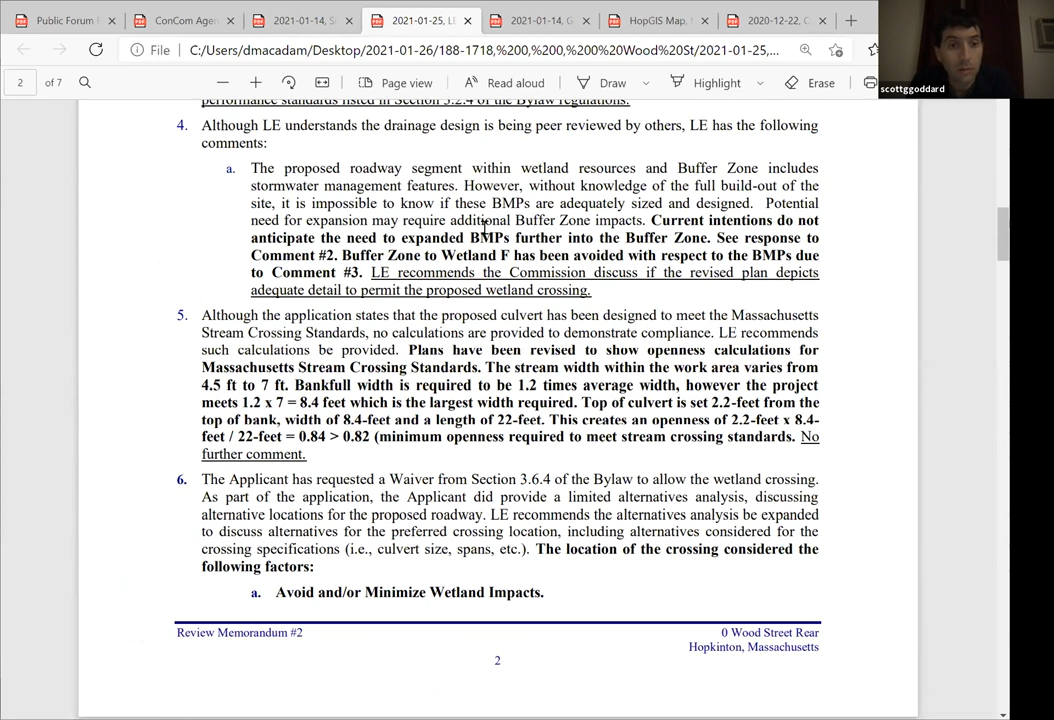 Public Forum
ConCom Agen
2021-01-14, S
2021-01-25, LE
2021-01-14, G
HopGIS Map,
2020-12-22, C
File
C:/Users/dmacadam/Desktop/2021-01-26/188-1718,%200,%200,%200%20Wood%20St/2021-01-25,...
2 of 7
Page view
Read aloud
Draw
Highlight
Erase
scottggoddard
performance standards listed in Section 3.2.4 of the Bylaw regulations.
4. Although LE understands the drainage design is being peer reviewed by others, LE has the following
comments:
a. The proposed roadway segment within wetland resources and Buffer Zone includes
stormwater management features. However, without knowledge of the full build-out of the
site, it is impossible to know if these BMPs are adequately sized and designed. Potential
need for expansion may require additional Buffer Zone impacts. Current intentions do not
anticipate the need to expanded BMPs further into the Buffer Zone. See response to
Comment #2. Buffer Zone to Wetland F has been avoided with respect to the BMPs due
to Comment #3. LE recommends the Commission discuss if the revised plan depicts
adequate detail to permit the proposed wetland crossing.
5. Although the application states that the proposed culvert has been designed to meet the Massachusetts
Stream Crossing Standards, no calculations are provided to demonstrate compliance. LE recommends
such calculations be provided. Plans have been revised to show openness calculations for
Massachusetts Stream Crossing Standards. The stream width within the work area varies from
4.5 ft to 7 ft. Bankfull width is required to be 1.2 times average width, however the project
meets 1.2 x 7 = 8.4 feet which is the largest width required. Top of culvert is set 2.2-feet from the
top of bank, width of 8.4-feet and a length of 22-feet. This creates an openness of 2.2-feet x 8.4-
feet / 22-feet = 0.84 > 0.82 (minimum openness required to meet stream crossing standards. No
further comment.
6. The Applicant has requested a Waiver from Section 3.6.4 of the Bylaw to allow the wetland crossing.
As part of the application, the Applicant did provide a limited alternatives analysis, discussing
alternative locations for the proposed roadway. LE recommends the alternatives analysis be expanded
to discuss alternatives for the preferred crossing location, including alternatives considered for the
crossing specifications (i.e., culvert size, spans, etc.). The location of the crossing considered the
following factors:
a. Avoid and/or Minimize Wetland Impacts.
Review Memorandum #2
0 Wood Street Rear
Hopkinton, Massachusetts
2